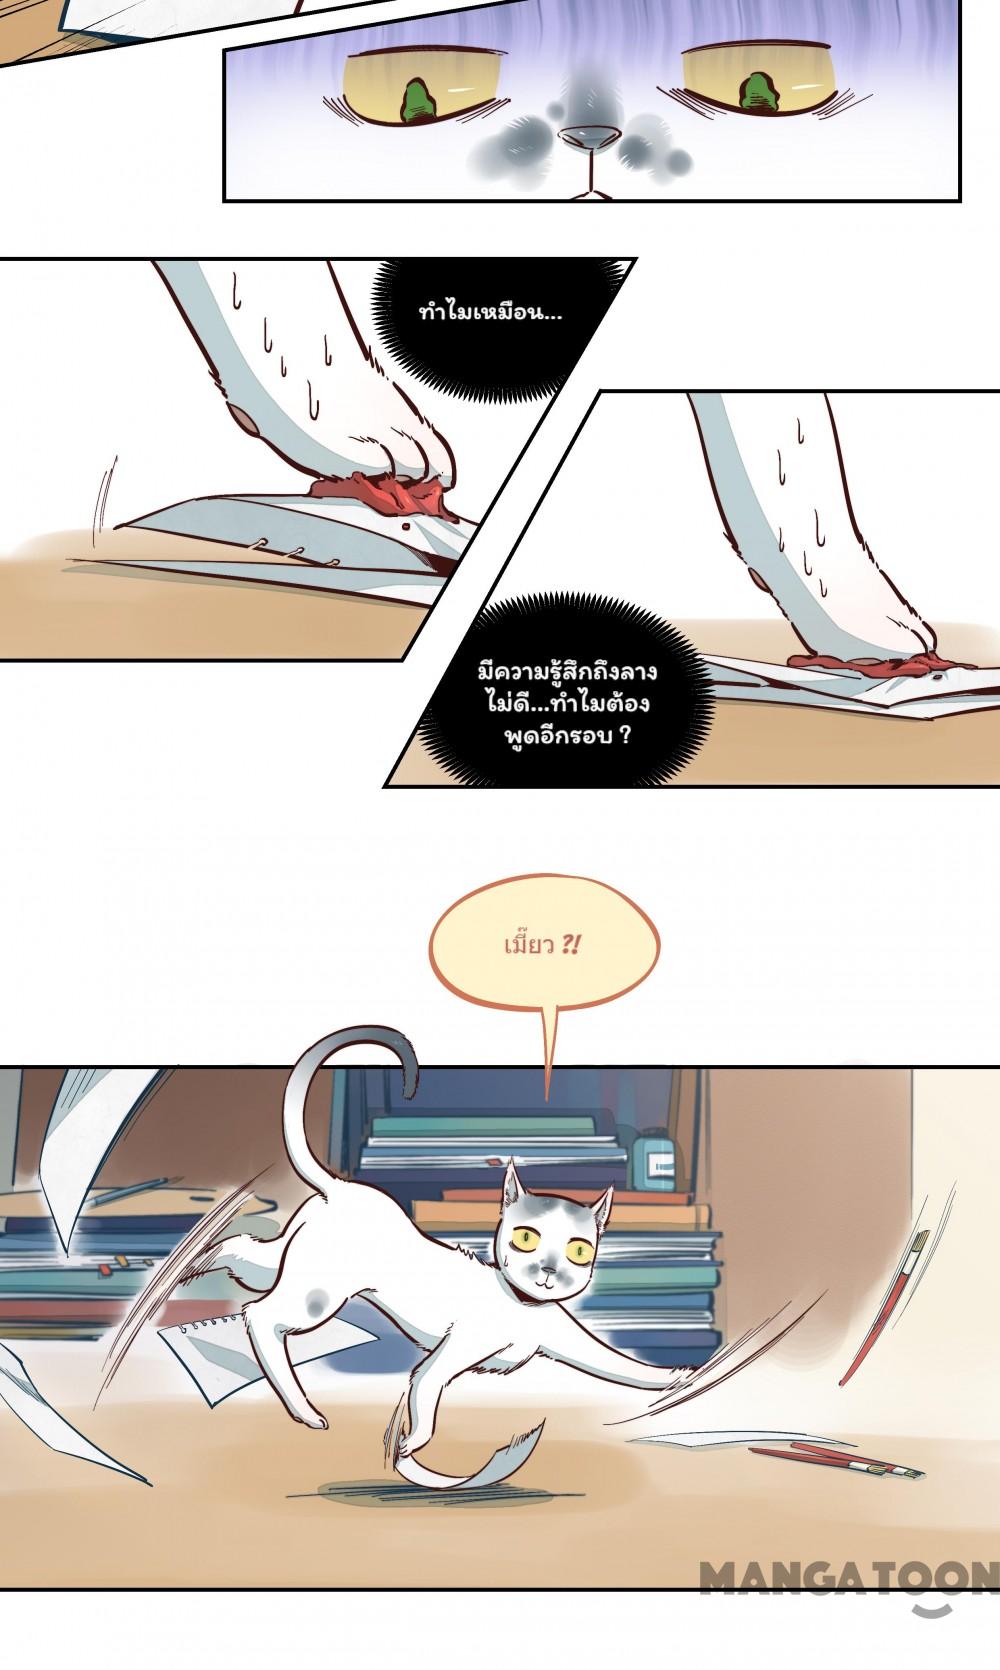 ทำไมเหมือน...
มีความรู้สึกถึงลาง
ไม่ดี...ทำไมต้อง
พูดอีกรอบ ?
เมี๊ยว ?!
MANGATOON